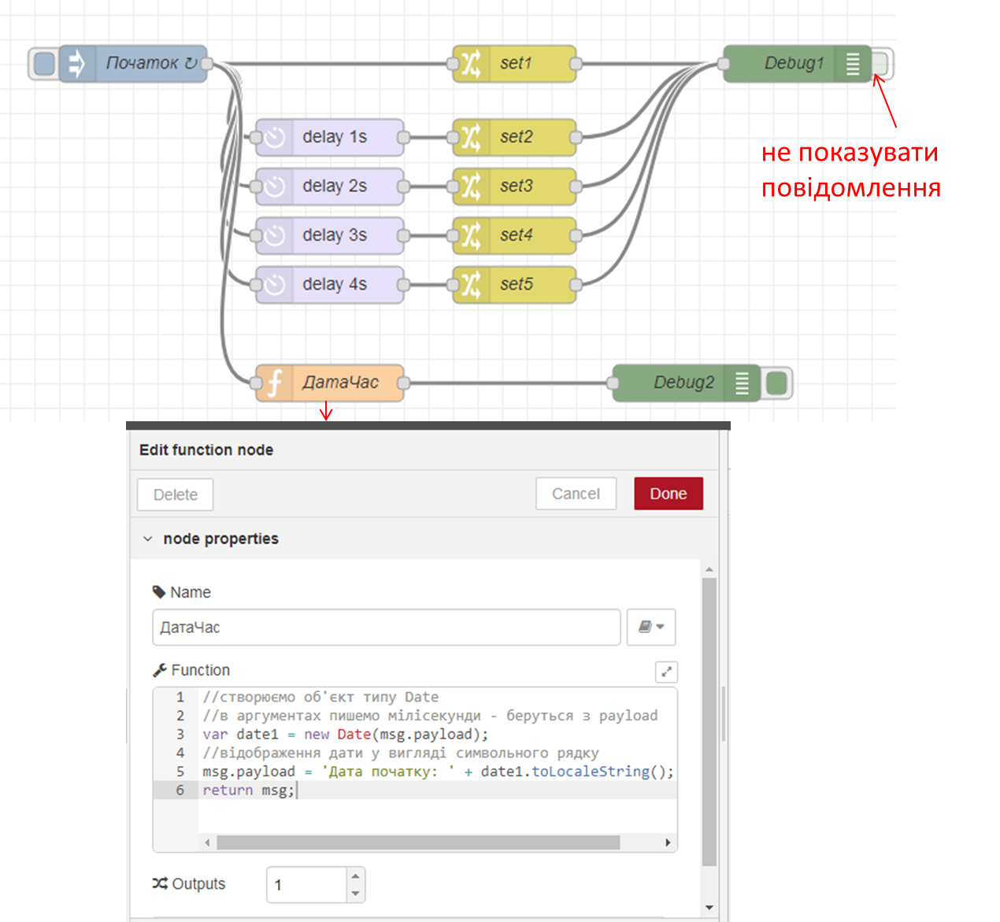 Початок ↻
set1
Debug1
delay 1s
set2
не показувати
повідомлення
delay 2s
set3
delay 3s
set4
delay 4s
set5
ДатаЧас
Debug2
Edit function node
Delete
Cancel
Done
node properties
Name
ДатаЧас
Function
1 //створюємо об'єкт типу Date
2 //в аргументах пишемо мілісекунди - беруться з payload
3 var date1 = new Date(msg.payload);
4 //відображення дати у вигляді символьного рядку
5 msg.payload = 'Дата початку: ' + date1.toLocaleString();
6 return msg;
Outputs
1